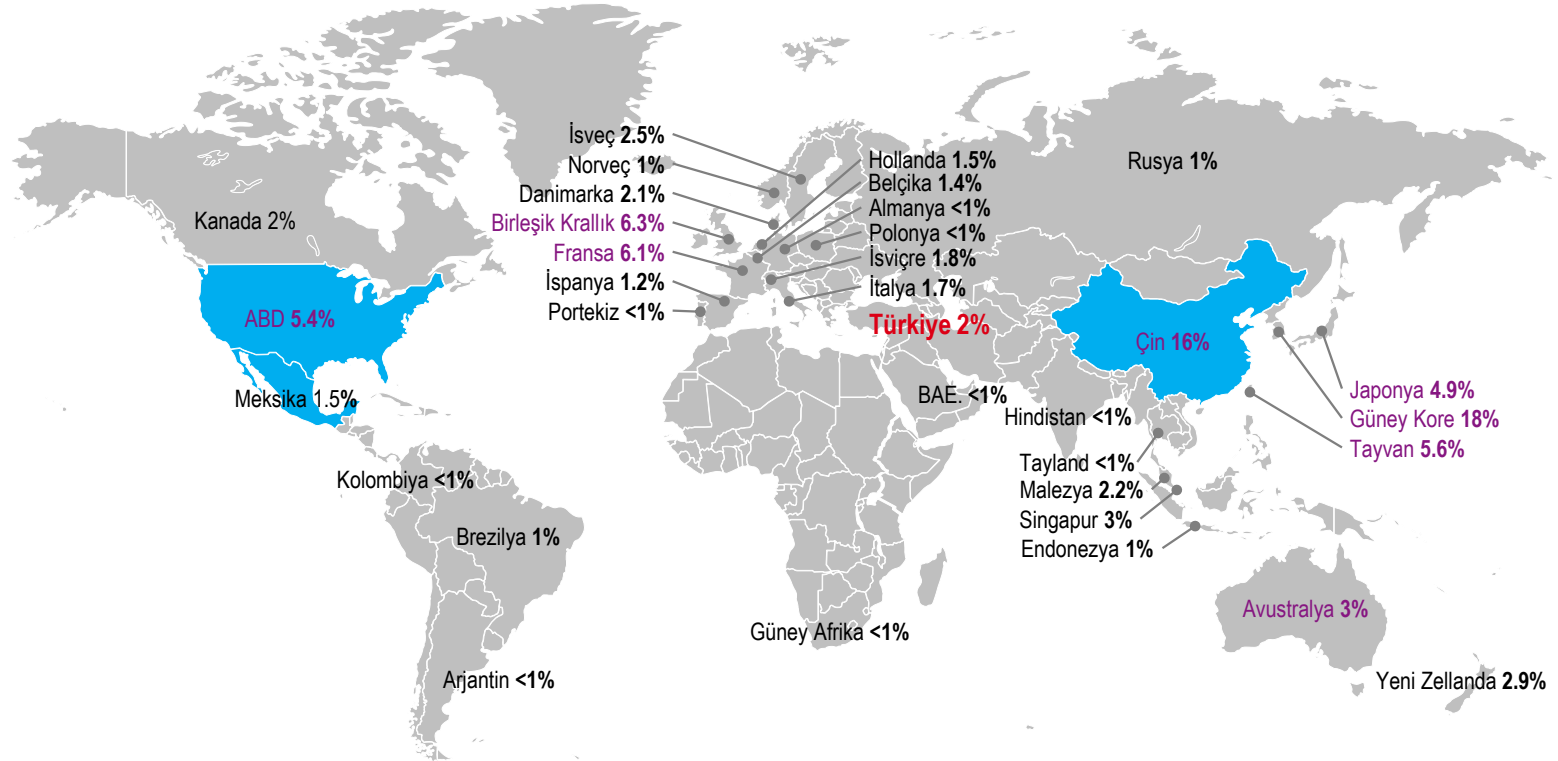 İsveç 2.5%
Norveç 1%
Danimarka 2.1%
Birleşik Krallık 6.3%
Fransa 6.1%
İspanya 1.2%
Portekiz <1%
Hollanda 1.5%
Belçika 1.4%
Almanya <1%
Polonya <1%
İsviçre 1.8%
İtalya 1.7%
Türkiye 2%
Rusya 1%
Kanada 2%
ABD 5.4%
Meksika 1.5%
Kolombiya <1%
Brezilya 1%
Arjantin <1%
Güney Afrika <1%
BAE. <1%
Hindistan <1%
Çin 16%
Japonya 4.9%
Güney Kore 18%
Tayvan 5.6%
Tayland <1%
Malezya 2.2%
Singapur 3%
Endonezya 1%
Avustralya 3%
Yeni Zellanda 2.9%